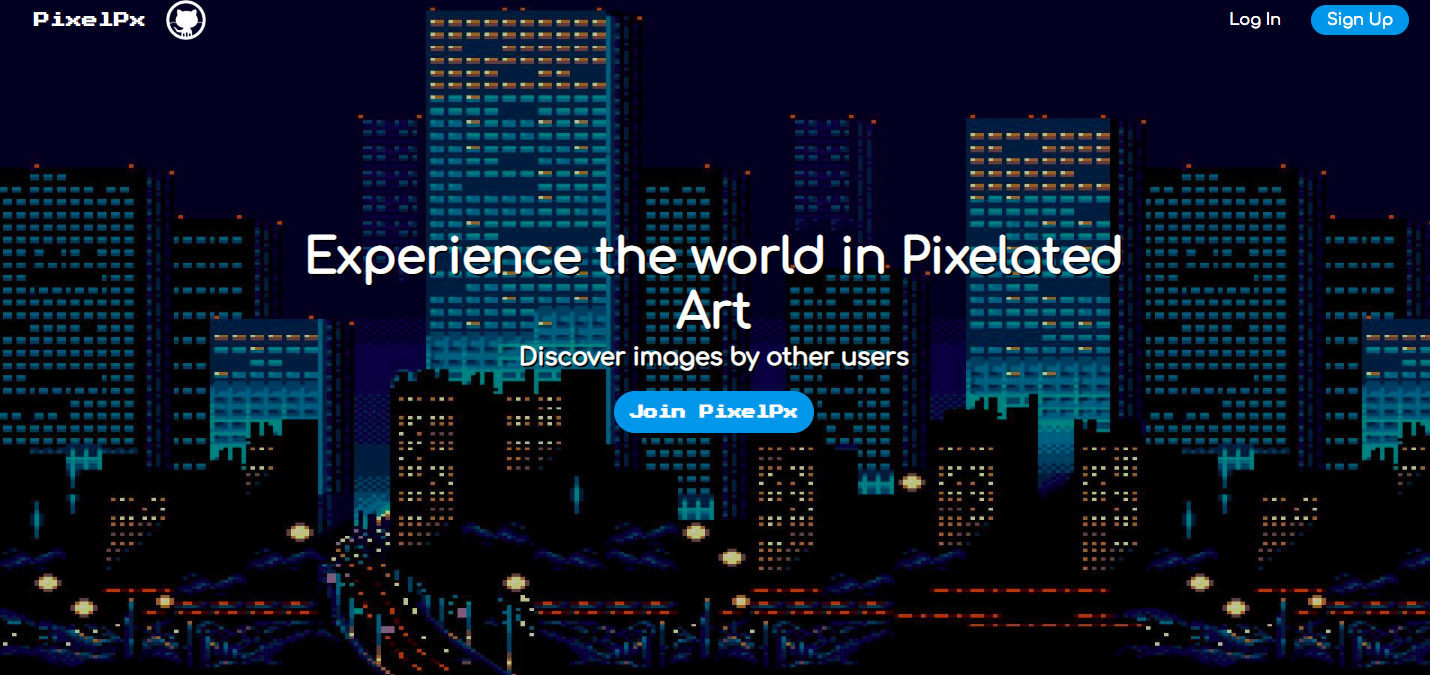 PixelPx
Log In
Sign Up
Experience the world in Pixelated
Art
Discover images by other users
Join PixelPx